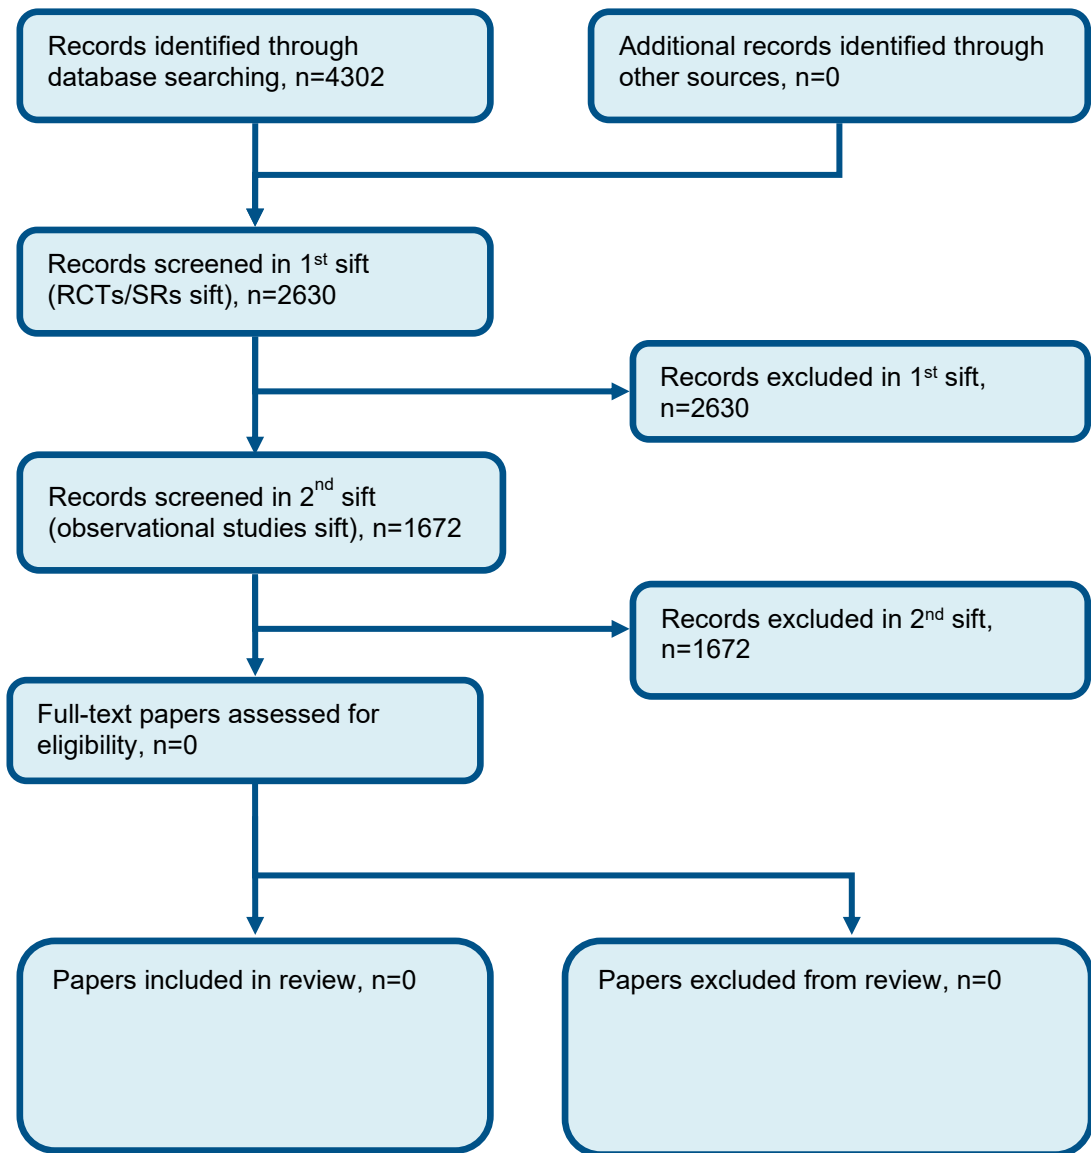 Records identified through
database searching, n=4302
Additional records identified through
other sources, n=0
Records screened in 1st sift
(RCTs/SRs sift), n=2630
Records excluded in 1st sift,
n=2630
Records screened in 2nd sift
(observational studies sift), n=1672
Records excluded in 2nd sift,
n=1672
Full-text papers assessed for
eligibility, n=0
Papers included in review, n=0
Papers excluded from review, n=0